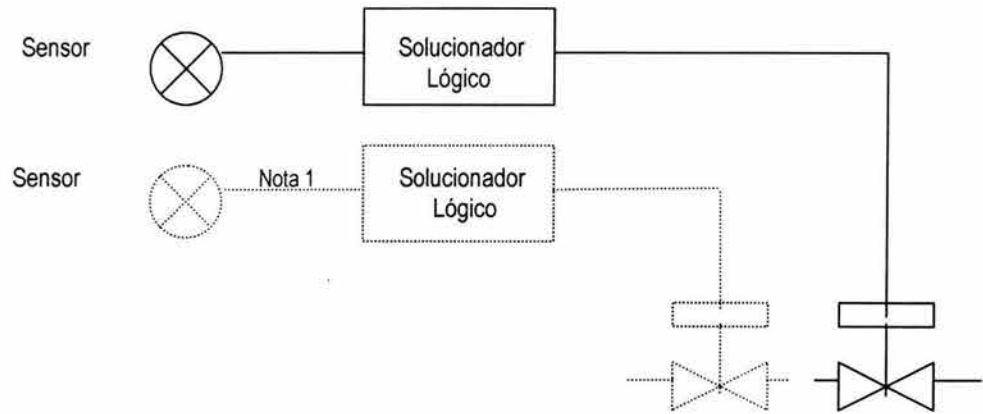 Sensor
Solucionador
Lógico
Sensor
Nota 1
Solucionador
Lógico